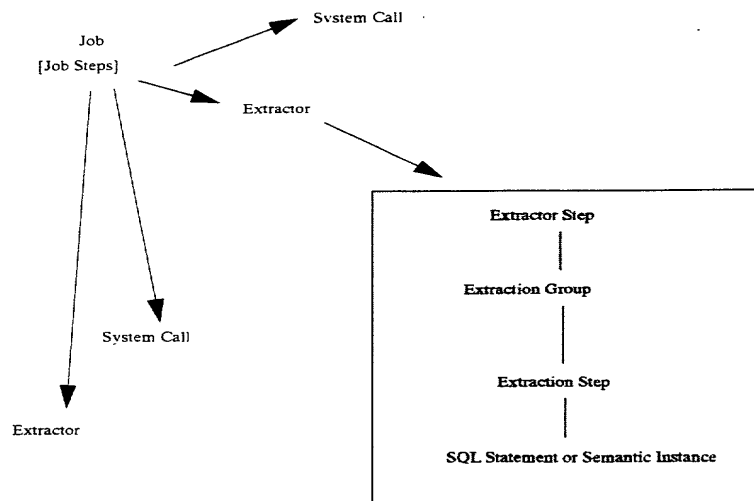 System Call
Job
[Job Steps]
Extractor
Extractor Step
Extraction Group
System Call
Extraction Step
Extractor
SQL Statement or Semantic Instance